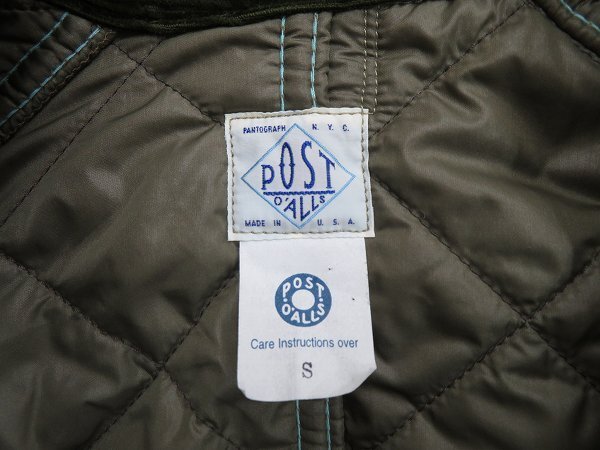 PANTOGRAPH N. Y. C.
POST
O'ALLS
MADE IN U. S. A.
POST
O'ALLS
Care Instructions over
S